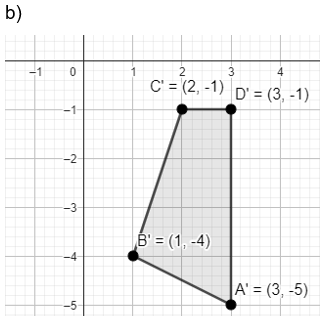 b)
−1 0 1 2 3 4
C' = (2, -1)
D' = (3, -1)
−1
−2
−3
B' = (1, -4)
−4
A' = (3, -5)
−5